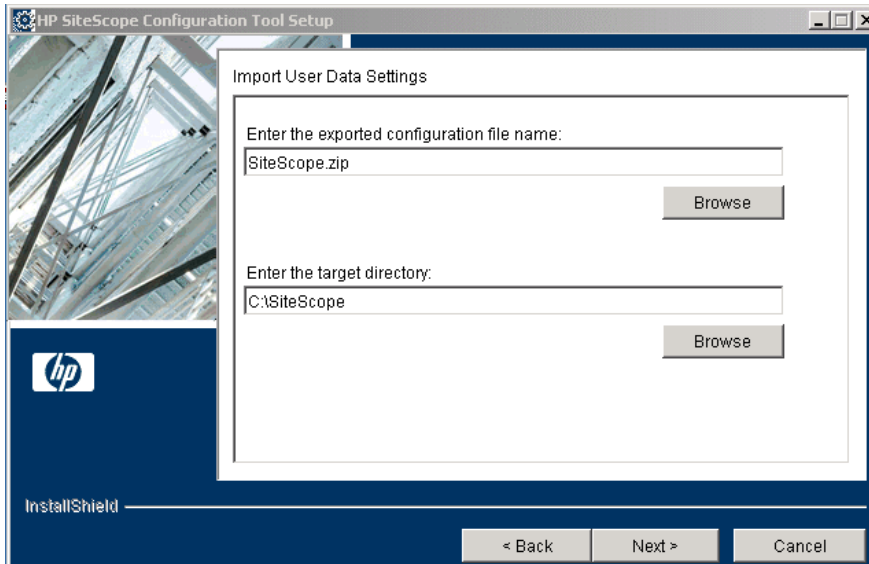 HP SiteScope Configuration Tool Setup
Import User Data Settings
Enter the exported configuration file name:
SiteScope.zip
Browse
Enter the target directory:
C:\SiteScope
Browse
hp
InstallShield
< Back Next > Cancel